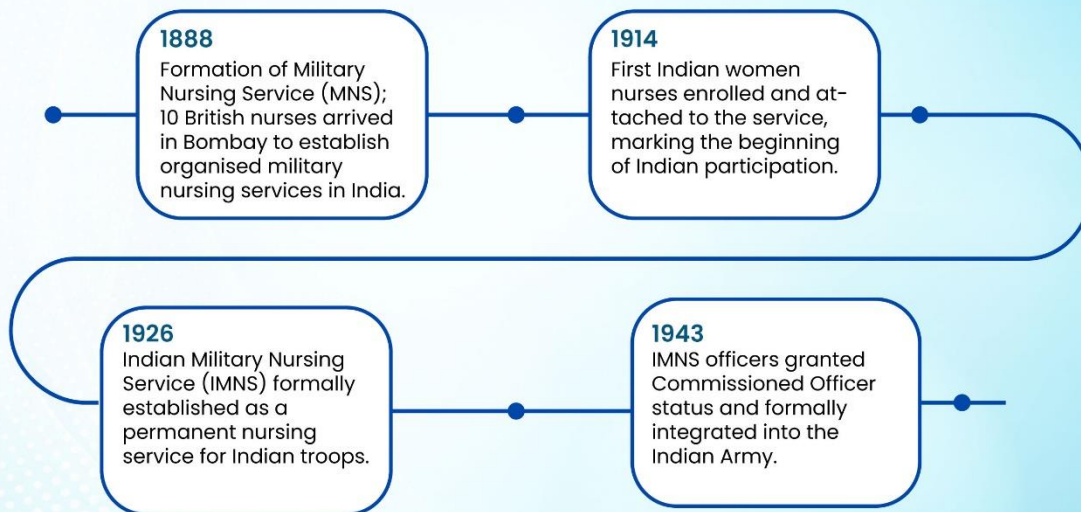 1888
Formation of Military
Nursing Service (MNS);
10 British nurses arrived
in Bombay to establish
organised military
nursing services in India.
1914
First Indian women
nurses enrolled and at-
tached to the service,
marking the beginning
of Indian participation.
1926
Indian Military Nursing
Service (IMNS) formally
established as a
permanent nursing
service for Indian troops.
1943
IMNS officers granted
Commissioned Officer
status and formally
integrated into the
Indian Army.